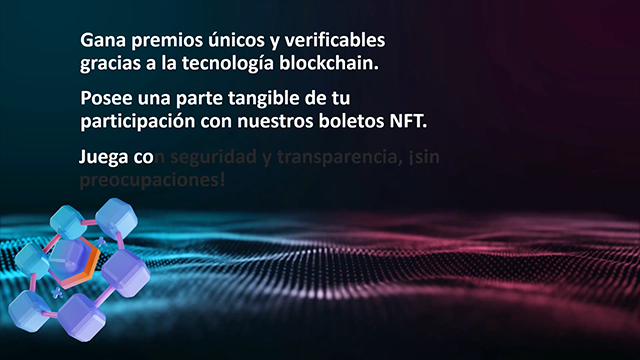 Gana premios únicos y verificables
gracias a la tecnología blockchain.
Posee una parte tangible de tu
participación con nuestros boletos NFT.
Juega con seguridad y transparencia, ¡sin
preocupaciones!